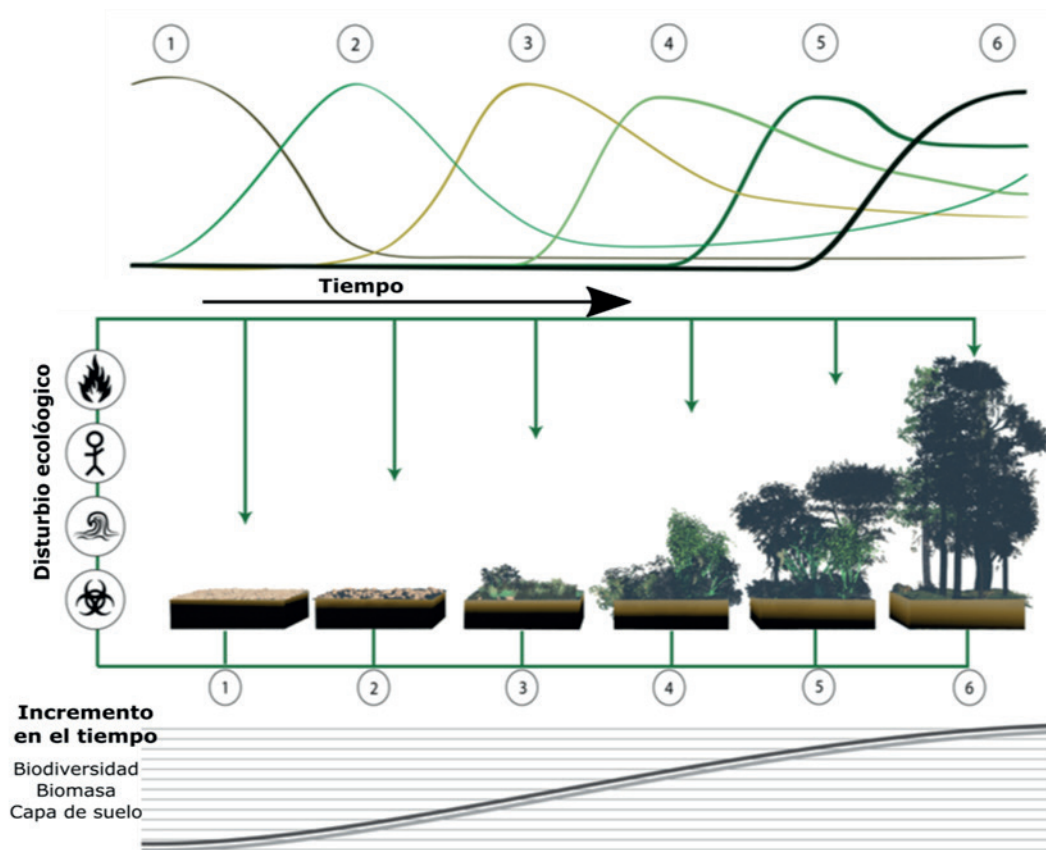 1 2 3 4 5 6
Tiempo
Disturbio ecolóogico
1 2 3 4 5 6
Incremento
en el tiempo
Biodiversidad
Biomasa
Capa de suelo